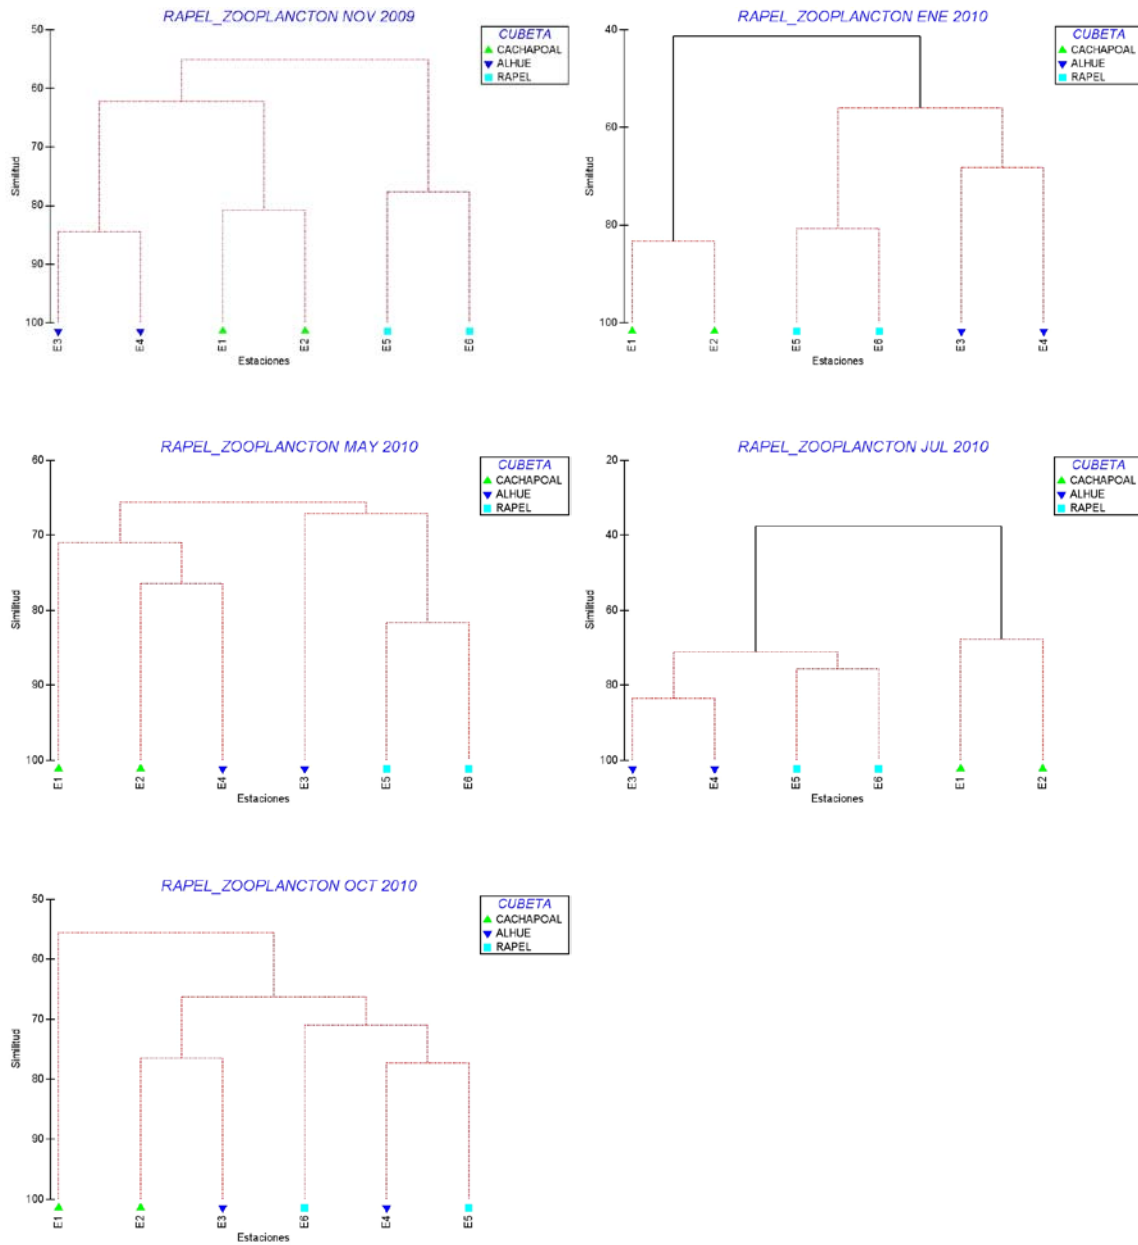 RAPEL_ZOOPLANCTON NOV 2009
CUBETA
CACHAPOAL
ALHUE
RAPEL
50
60
70
80
90
100
Similitud
E3
E4
E1
E2
E5
E6
Estaciones
RAPEL_ZOOPLANCTON ENE 2010
CUBETA
CACHAPOAL
ALHUE
RAPEL
40
60
80
100
Similitud
E1
E2
E5
E6
E3
E4
Estaciones
RAPEL_ZOOPLANCTON MAY 2010
CUBETA
CACHAPOAL
ALHUE
RAPEL
60
70
80
90
100
Similitud
E1
E2
E4
E3
E5
E6
Estaciones
RAPEL_ZOOPLANCTON JUL 2010
CUBETA
CACHAPOAL
ALHUE
RAPEL
20
40
60
80
100
Similitud
E3
E4
E5
E6
E1
E2
Estaciones
RAPEL_ZOOPLANCTON OCT 2010
CUBETA
CACHAPOAL
ALHUE
RAPEL
50
60
70
80
90
100
Similitud
E1
E2
E3
E6
E4
E5
Estaciones